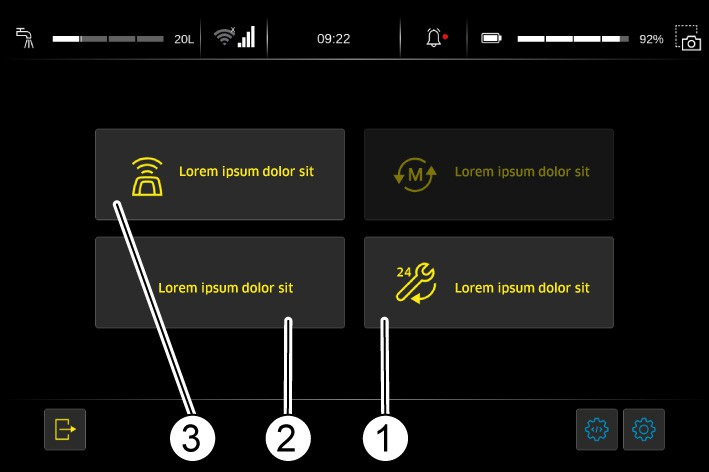 20L
09:22
92%
Lorem ipsum dolor sit
M
Lorem ipsum dolor sit
Lorem ipsum dolor sit
24
Lorem ipsum dolor sit
</>
3
2
1